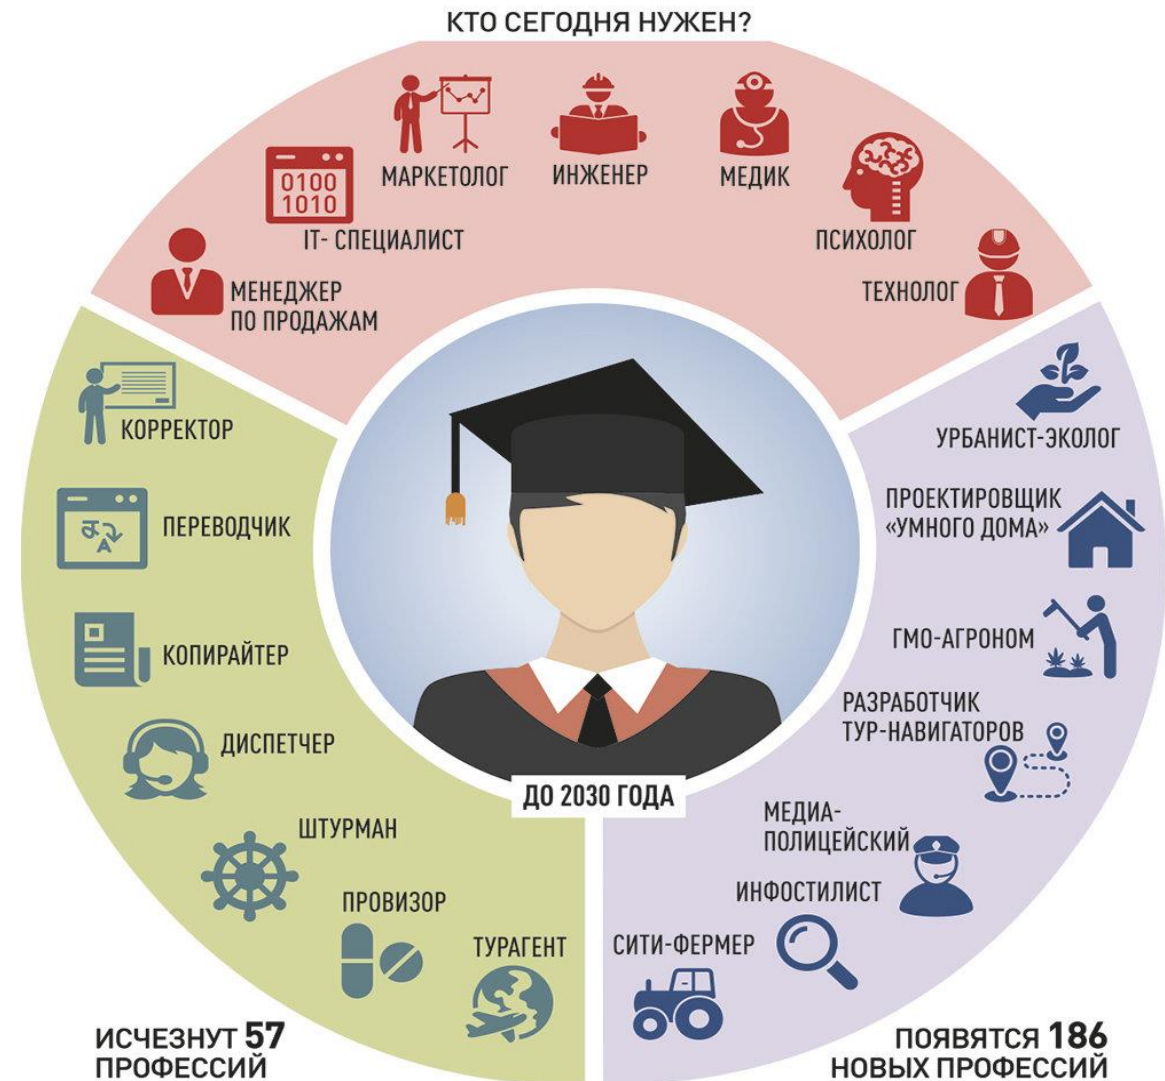 КТО СЕГОДНЯ НУЖЕН?
МАРКЕТОЛОГ
ИНЖЕНЕР
МЕДИК
0100
1010
IT- СПЕЦИАЛИСТ
ПСИХОЛОГ
МЕНЕДЖЕР
ПО ПРОДАЖАМ
ТЕХНОЛОГ
КОРРЕКТОР
A
ПЕРЕВОДЧИК
КОПИРАЙТЕР
ДИСПЕТЧЕР
ШТУРМАН
ПРОВИЗОР
ТУРАГЕНТ
ИСЧЕЗНУТ 57
ПРОФЕССИЙ
ДО 2030 ГОДА
УРБАНИСТ-ЭКОЛОГ
ПРОЕКТИРОВЩИК
«УМНОГО ДОМА»
ГМО-АГРОНОМ
РАЗРАБОТЧИК
ТУР-НАВИГАТОРОВ
МЕДИА-
ПОЛИЦЕЙСКИЙ
ИНФОСТИЛИСТ
СИТИ-ФЕРМЕР
ПОЯВЯТСЯ 186
НОВЫХ ПРОФЕССИЙ